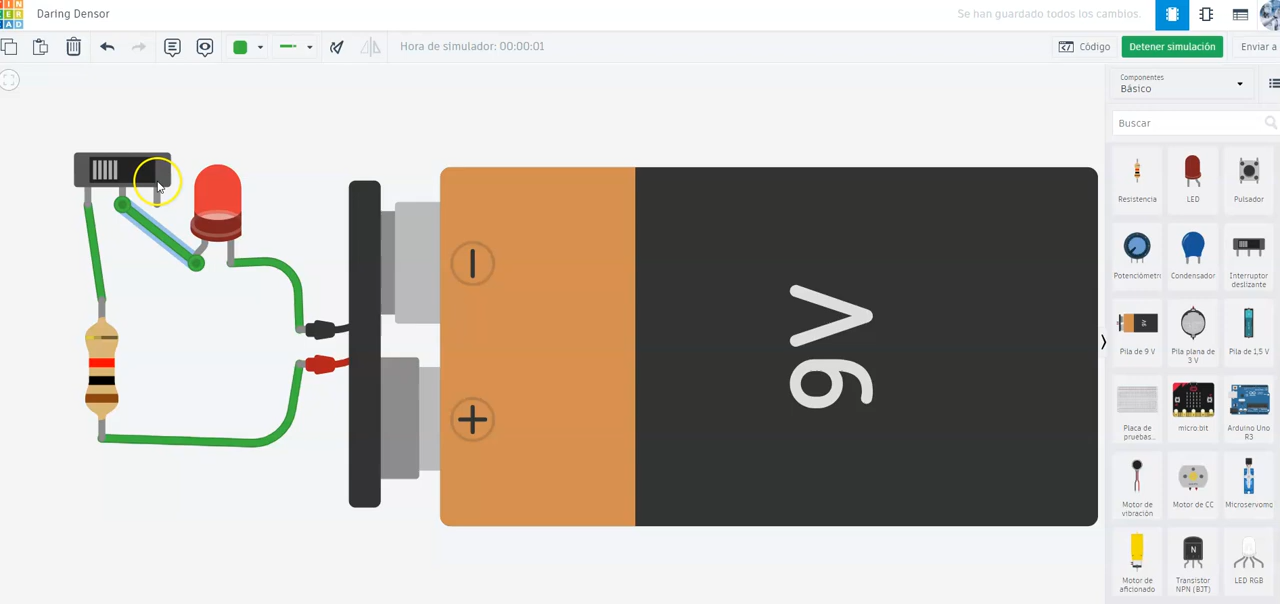 TIN
KER
CAD
Daring Densor
Se han guardado todos los cambios.
Hora de simulador: 00:00:01
Código
Detener simulación
Enviar a
Componentes
Básico
Buscar
Resistencia
LED
Pulsador
Potenciómetro
Condensador
Interruptor
deslizante
Pila de 9 V
Pila plana de
3 V
Pila de 1,5 V
Placa de
pruebas...
micro:bit
Arduino Uno
R3
Motor de
vibración
Motor de CC
Microservomo
Motor de
aficionado
Transistor
NPN (BJT)
LED RGB
9V